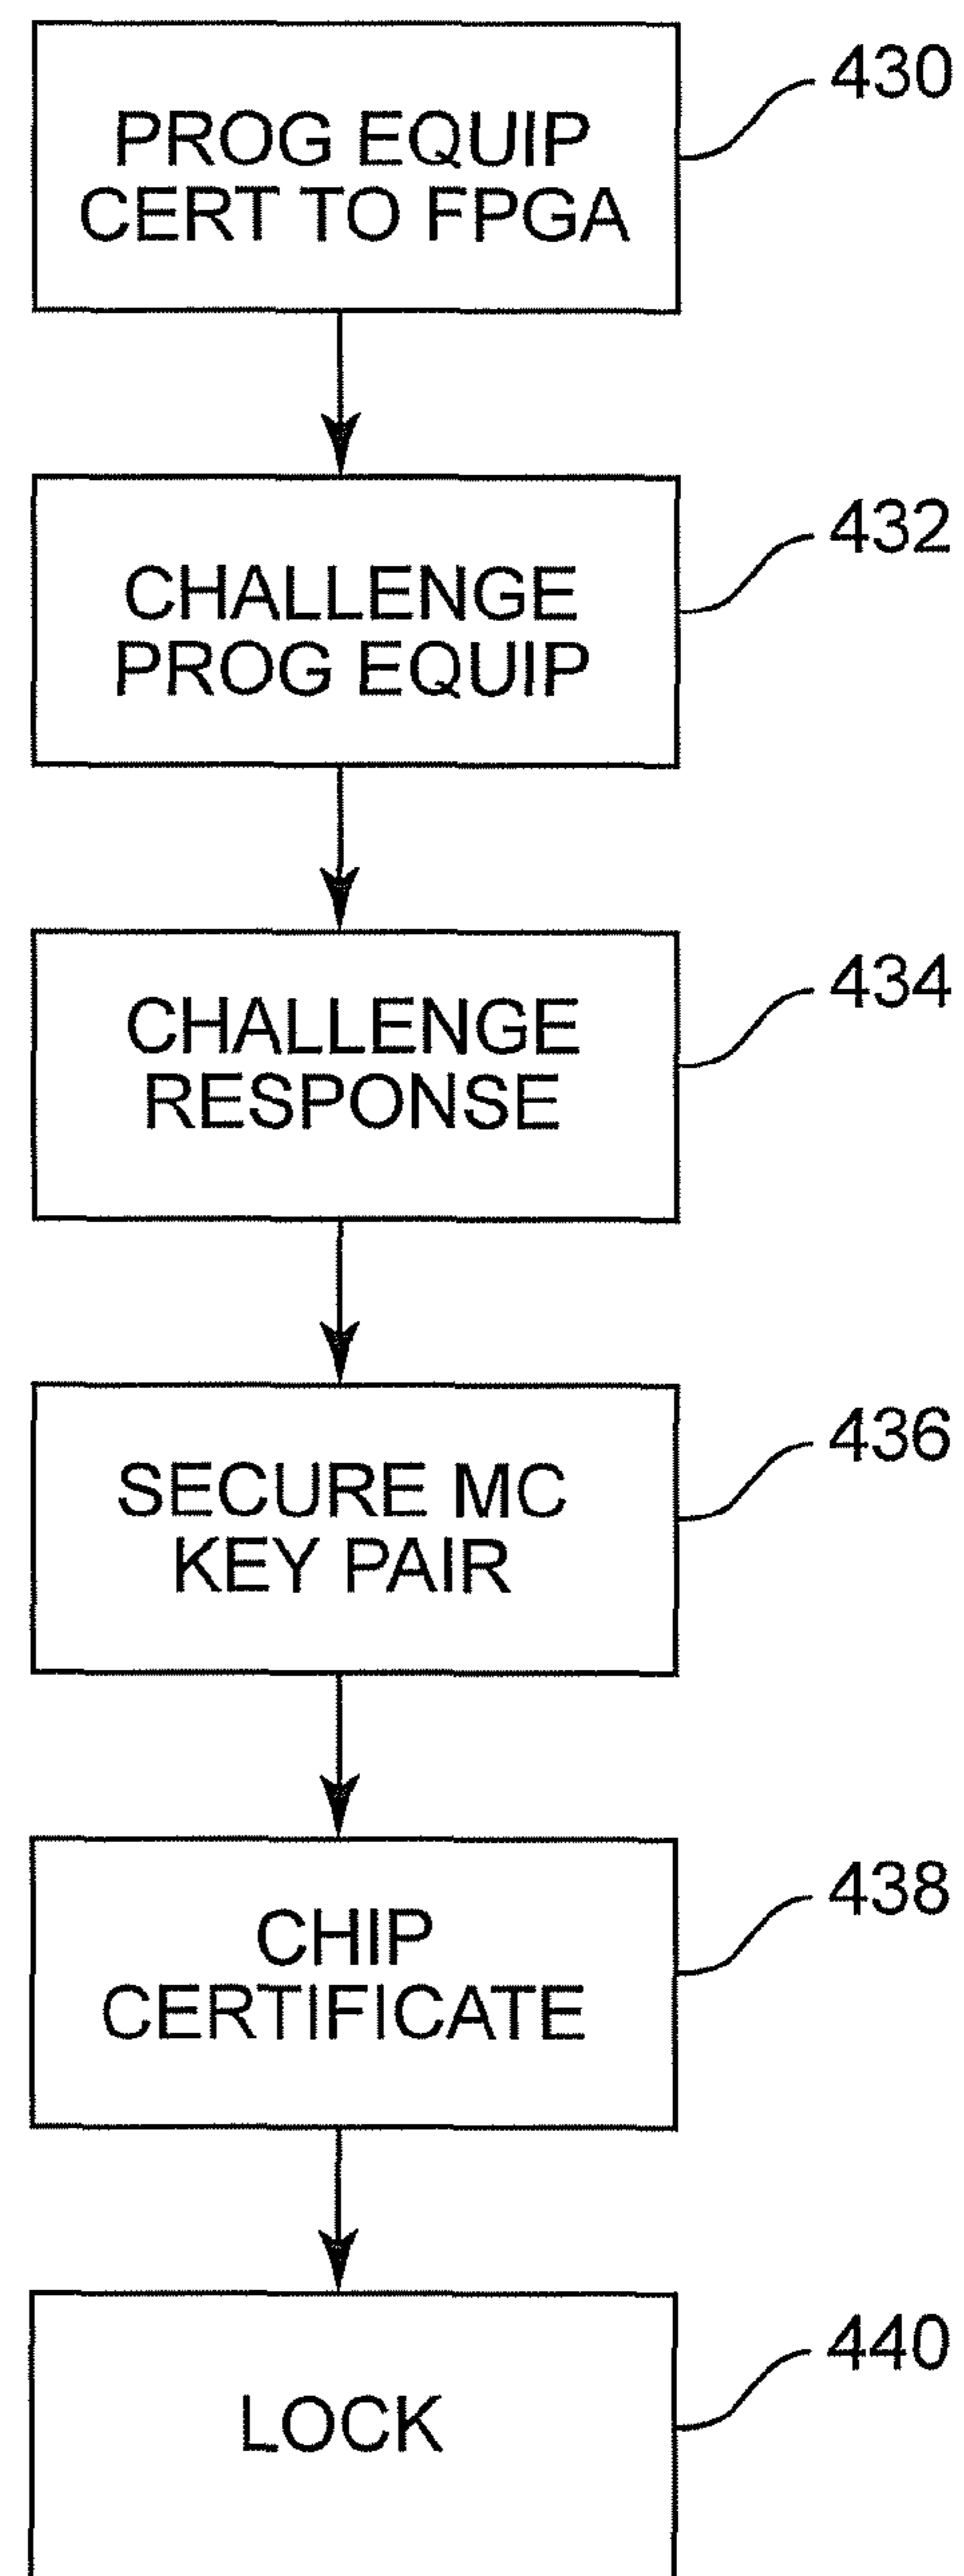 PROG EQUIP
CERT TO FPGA
430
CHALLENGE
PROG EQUIP
432
CHALLENGE
RESPONSE
434
SECURE MC
KEY PAIR
436
CHIP
CERTIFICATE
438
LOCK
440